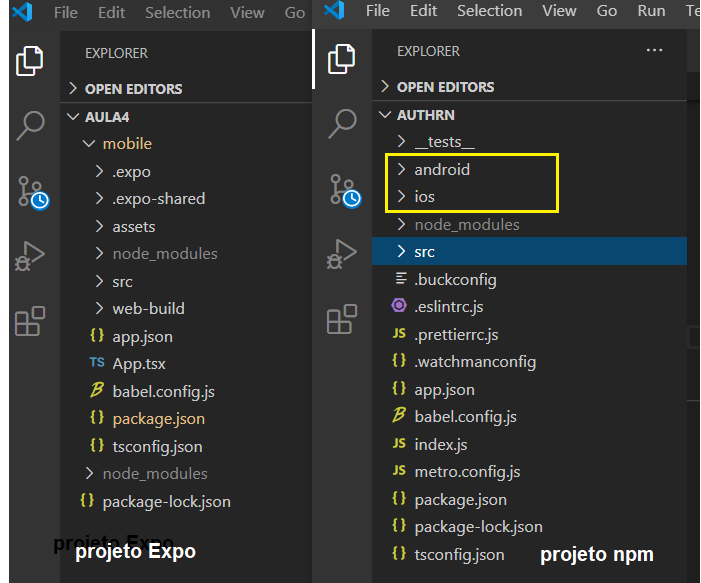 File Edit Selection View Go
EXPLORER
OPEN EDITORS
AULA4
mobile
.expo
.expo-shared
assets
node_modules
src
web-build
{} app.json
TS App.tsx
babel.config.js
{} package.json
{} tsconfig.json
node_modules
{} package-lock.json
projeto Expo
projeto Expo
File Edit Selection View Go Run Te
EXPLORER
OPEN EDITORS
AUTHRN
__tests__
android
ios
node_modules
src
.buckconfig
.eslintrc.js
JS .prettierrc.js
{} .watchmanconfig
{} app.json
babel.config.js
JS index.js
JS metro.config.js
{} package.json
{} package-lock.json
{} tsconfig.json
projeto npm